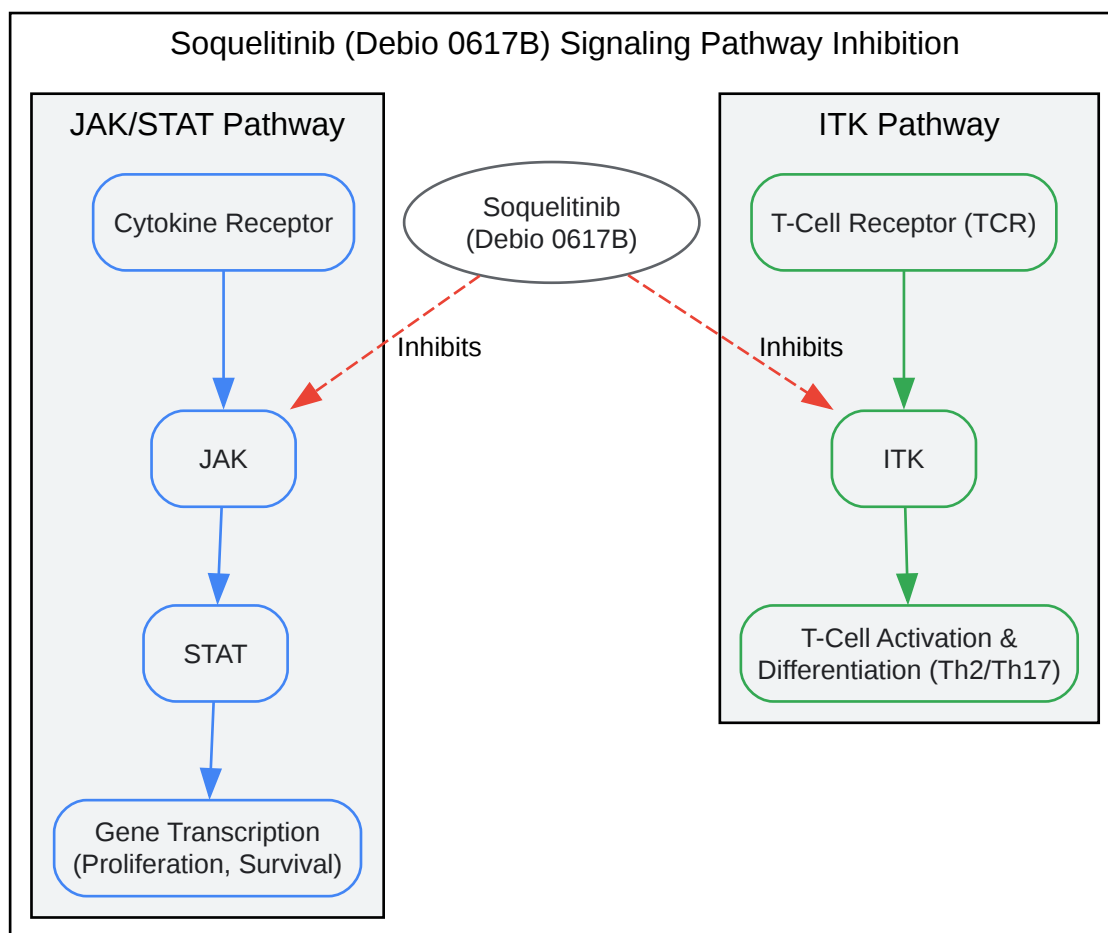 Soquelitinib (Debio 0617B) Signaling Pathway Inhibition
JAK/STAT Pathway
ITK Pathway
Cytokine Receptor
Soquelitinib
(Debio 0617B)
T-Cell Receptor (TCR)
Inhibits
Inhibits
JAK
ITK
STAT
T-Cell Activation &
Differentiation (Th2/Th17)
Gene Transcription
(Proliferation, Survival)